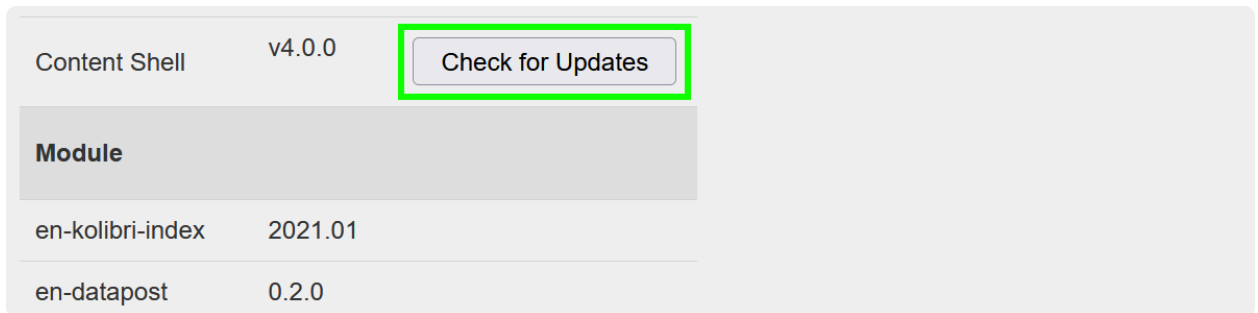 Content Shell v4.0.0 Check for Updates
Module
en-kolibri-index 2021.01
en-datapost 0.2.0